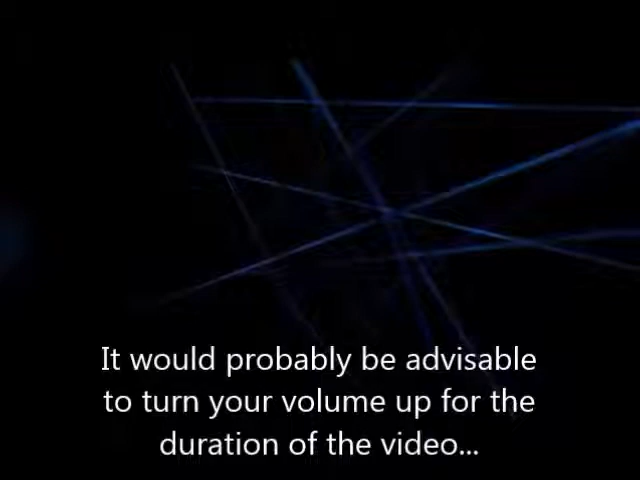 It would probably be advisable
to turn your volume up for the
duration of the video...